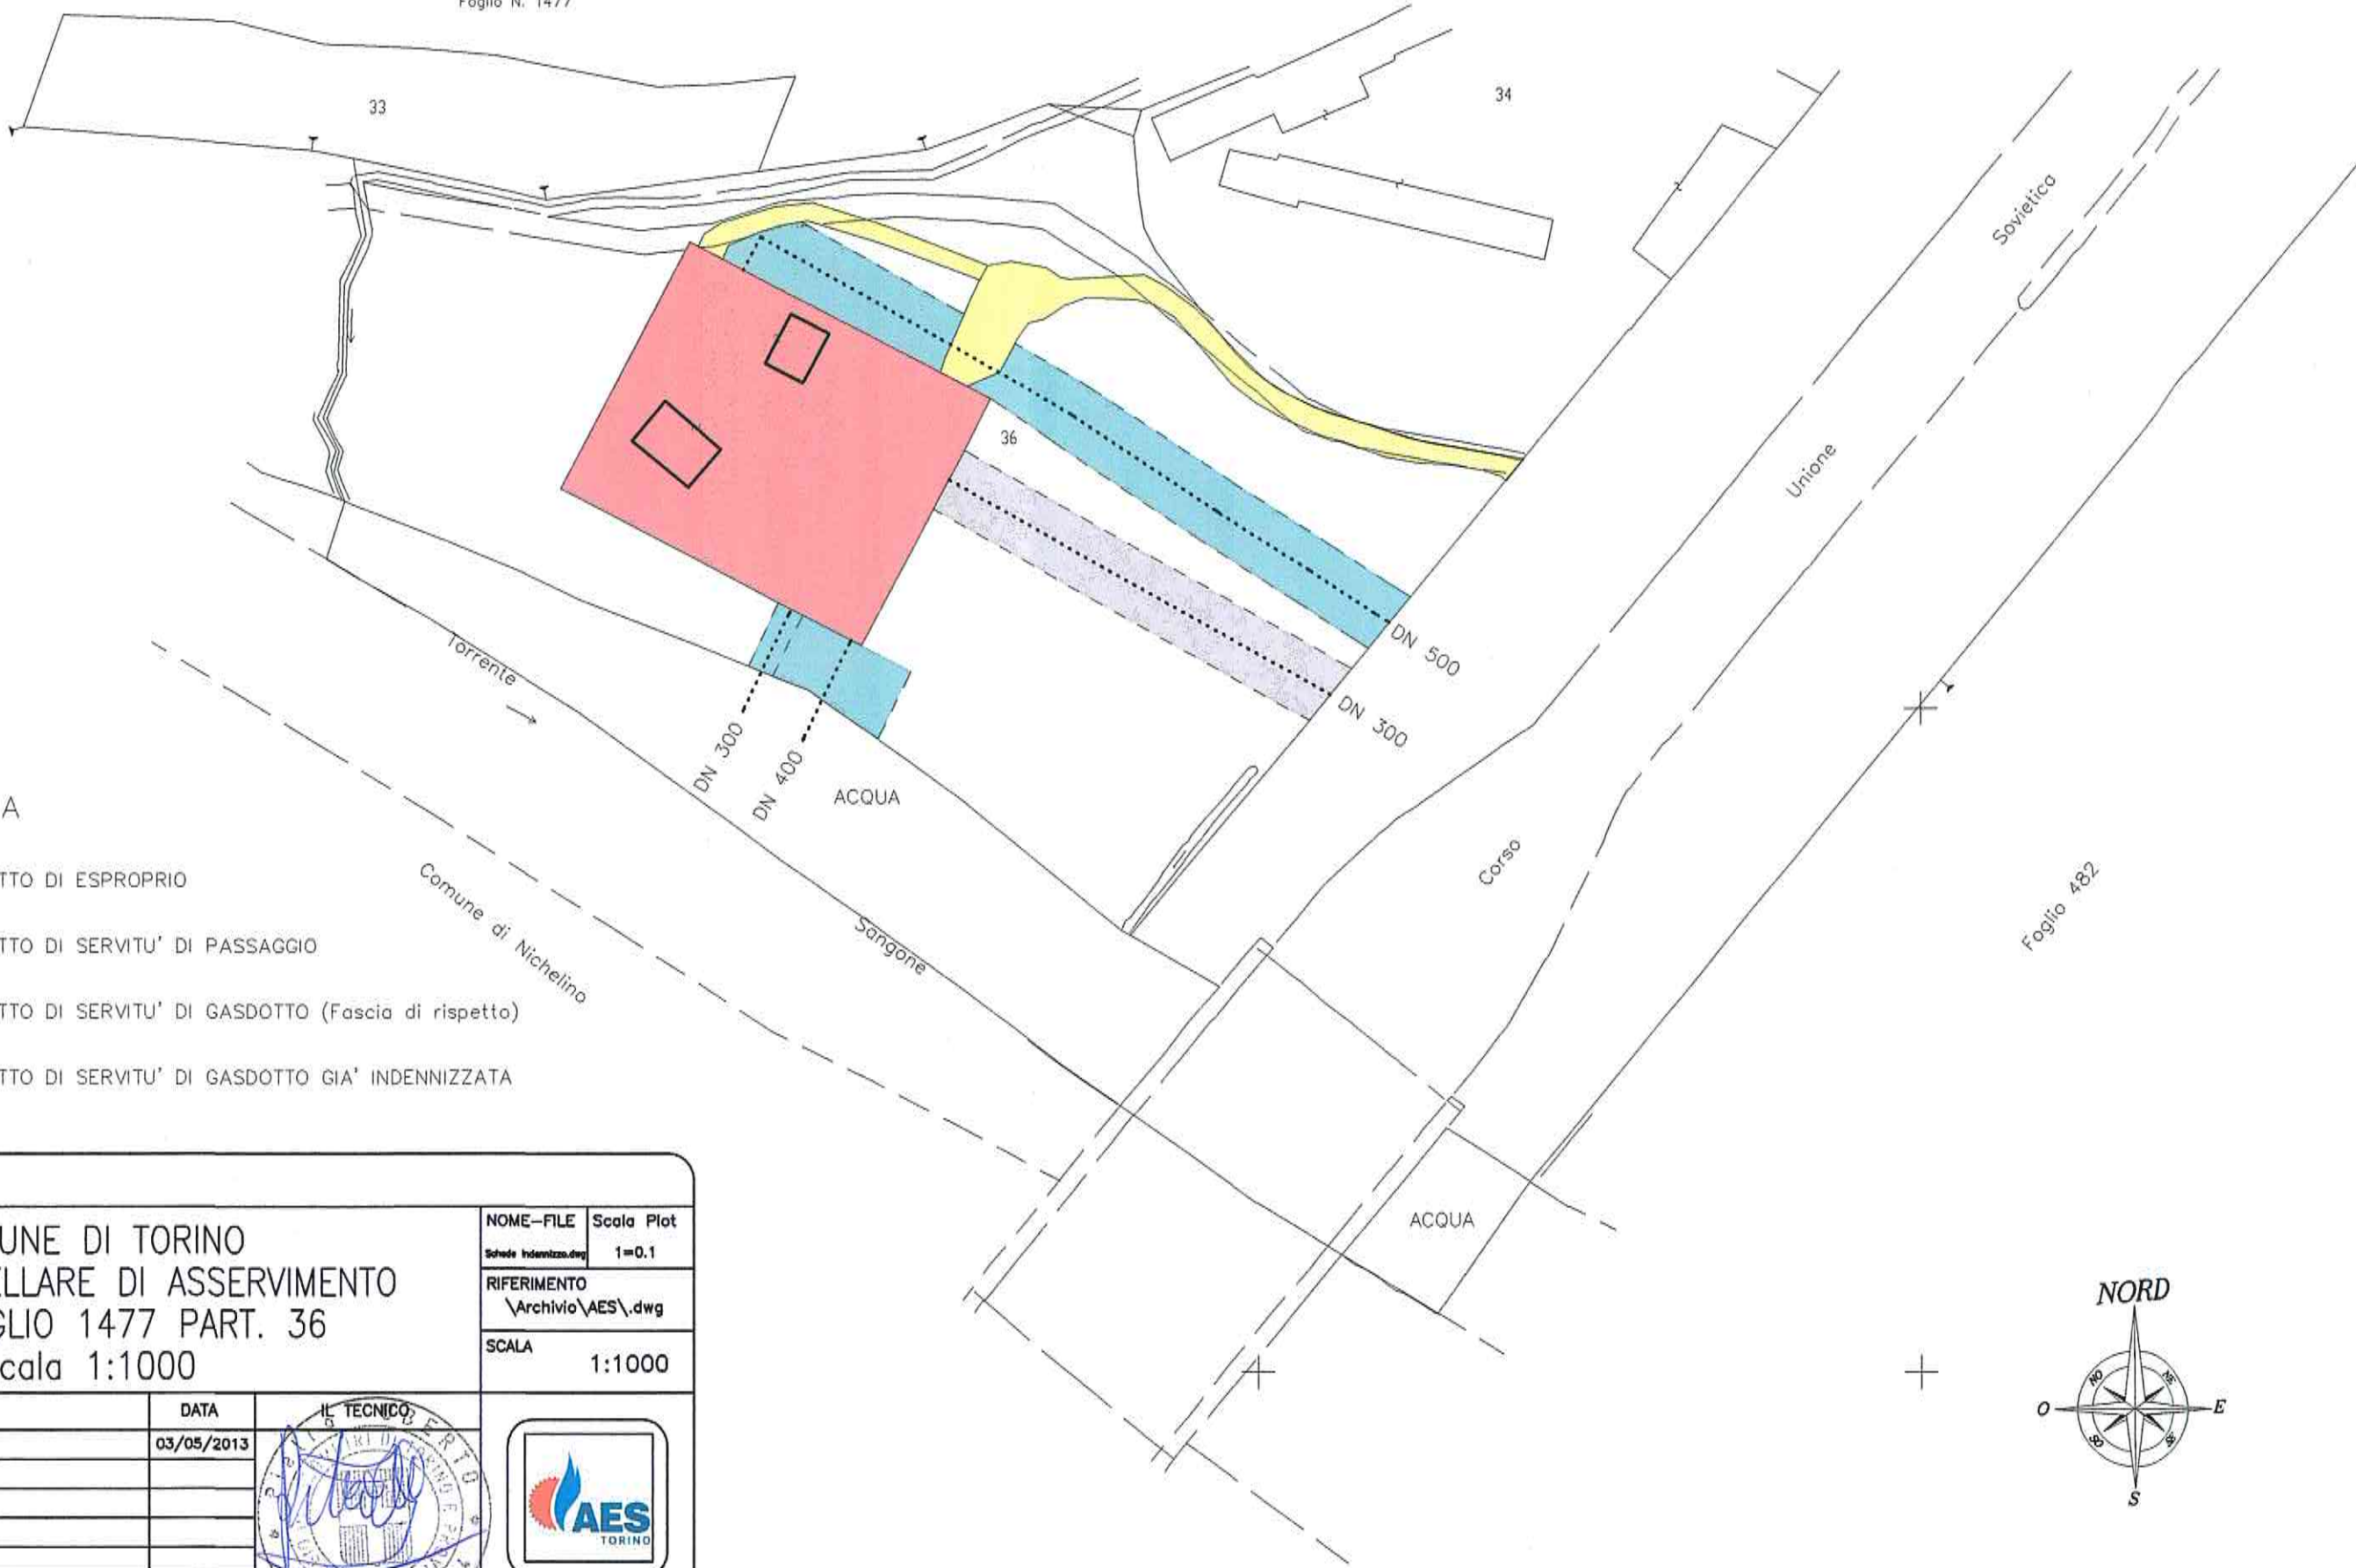 Foglio N. 1477
33
34
Sovietica
36
Unione
DN 500
Torrente
DN 300
DN 300
DN 400
ACQUA
A
Corso
TTO DI ESPROPRIO
Comune di Nichelino
Foglio 482
TTO DI SERVITU' DI PASSAGGIO
Sangone
TTO DI SERVITU' DI GASDOTTO (Fascia di rispetto)
TTO DI SERVITU' DI GASDOTTO GIA' INDENNIZZATA
ACQUA
UNE DI TORINO
ELLARE DI ASSERVIMENTO
GLIO 1477 PART. 36
cala 1:1000
NOME-FILE
Schede Indennizzo.dwg
Scala Plot
1=0.1
RIFERIMENTO
\Archivio\AES\.dwg
SCALA
1:1000
DATA
IL TECNICO
03/05/2013
AES
TORINO
NORD
NO
NE
O
E
SO
SE
S